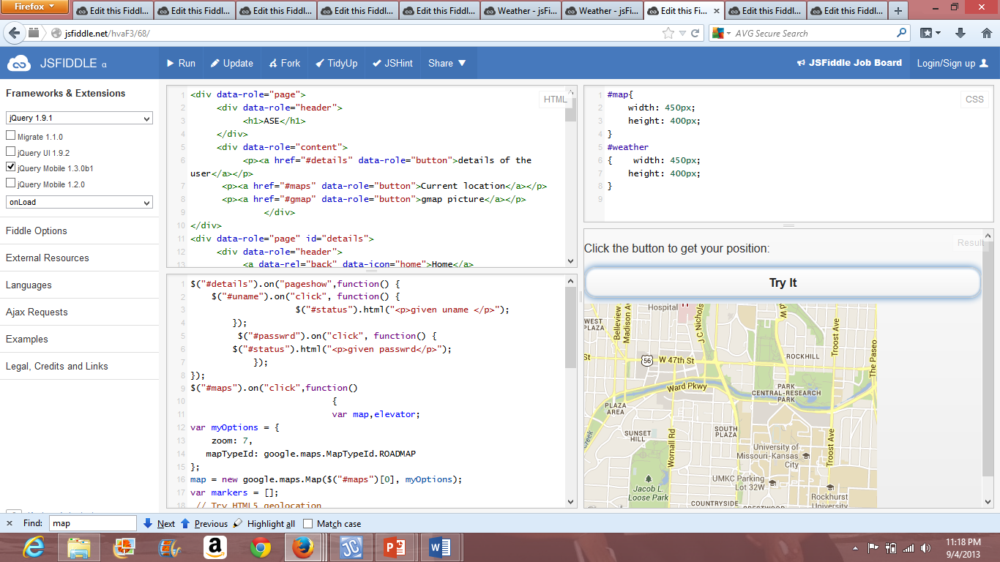 Firefox
Edit this Fiddl...
Edit this Fiddl...
Edit this Fiddl...
Edit this Fiddl...
Edit this Fiddl...
Weather - jsFi...
Weather - jsFi...
Edit this Fi...
Edit this Fiddl...
Edit this Fiddl...
jsfiddle.net/hvaF3/68/
AVG Secure Search
JSFIDDLE α
Run
Update
Fork
TidyUp
JSHint
Share
JSFiddle Job Board
Login/Sign up
Frameworks & Extensions
jQuery 1.9.1
Migrate 1.1.0
jQuery UI 1.9.2
jQuery Mobile 1.3.0b1
jQuery Mobile 1.2.0
onLoad
Fiddle Options
External Resources
Languages
Ajax Requests
Examples
Legal, Credits and Links
HTML
1 <div data-role="page">
2 <div data-role="header">
3 <h1>ASE</h1>
4 </div>
5 <div data-role="content">
6 <p><a href="#details" data-role="button">details of the
user</a></p>
7 <p><a href="#maps" data-role="button">Current location</a></p>
8 <p><a href="#gmap" data-role="button">gmap picture</a></p>
9 </div>
10 </div>
11 <div data-role="page" id="details">
12 <div data-role="header">
13 <a data-rel="back" data-icon="home">Home</a>
CSS
1 #map{
2 width: 450px;
3 height: 400px;
4 }
5 #weather
6 { width: 450px;
7 height: 400px;
8 }
9
1 $("#details").on("pageshow",function() {
2 $("#uname").on("click", function() {
3 $("#status").html("<p>given uname </p>");
4 });
5 $("#passwrd").on("click", function() {
6 $("#status").html("<p>given passwrd</p>");
7 });
8 });
9 $("#maps").on("click",function()
10 {
11 var map,elevator;
12 var myOptions = {
13 zoom: 7,
14 mapTypeId: google.maps.MapTypeId.ROADMAP
15 };
16 map = new google.maps.Map($("#maps")[0], myOptions);
17 var markers = [];
18 // Try HTML5 geolocation
Result
Click the button to get your position:
Try It
Hospital
WEST
PLAZA
Belleview
Madison Av
J C Nichols
W P
Troost Ave
The Paseo
St
56
W 47th St
ROCKHILL
Ward Pkwy
PARK
CENTRAL-RESEARCH
PARK
PLAZA
AREA
SUNSET
HILL
SOUTH
PLAZA
Creek
Wornall Rd
Troost Ave
University of
Missouri-Kansas
City
UMKC Parking
Lot 32W
Jacob L.
Loose Park
Rockhurst
University
COUNTRYSIDE
CRESTWOOD
Find:
map
Next
Previous
Highlight all
Match case
11:18 PM
9/4/2013